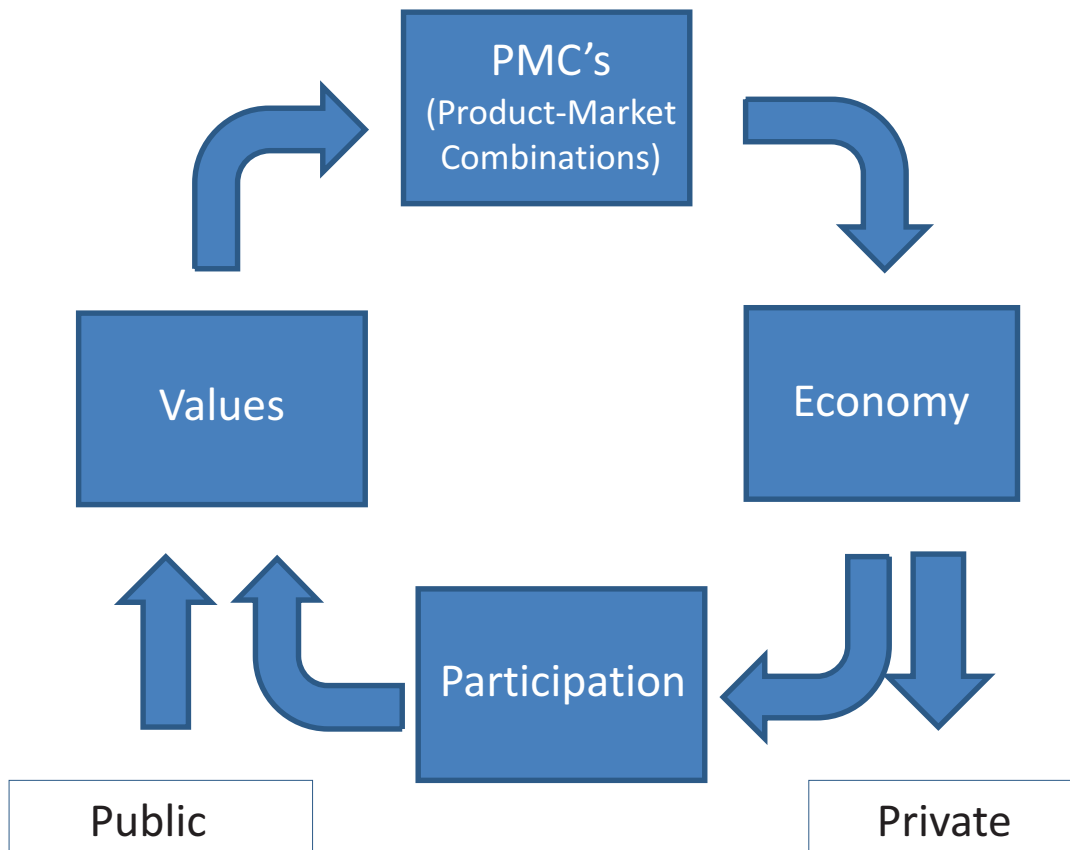 PMC’s
(Product-Market
Combinations)
Values
Economy
Participation
Public
Private